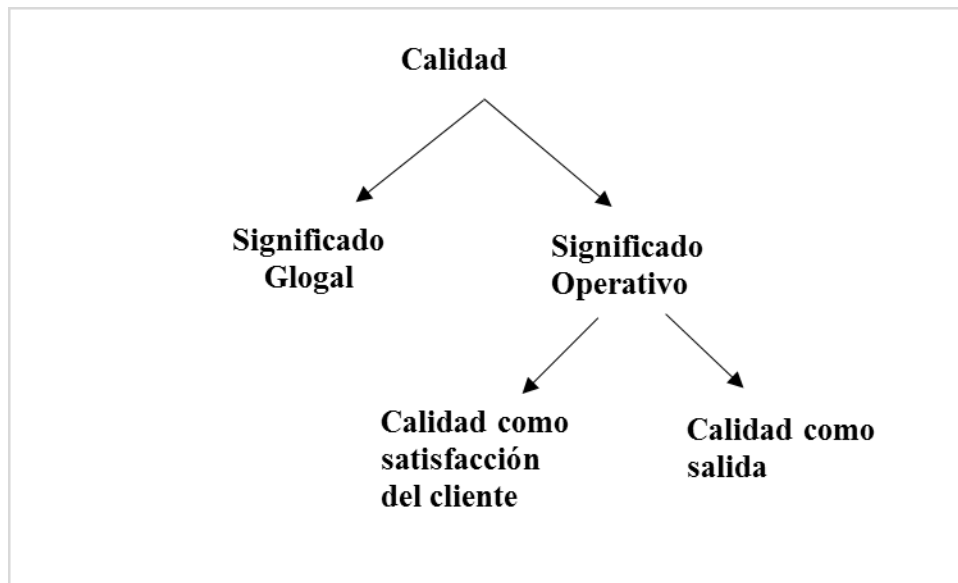 Calidad
Significado
Glogal
Significado
Operativo
Calidad como
satisfacción
del cliente
Calidad como
salida